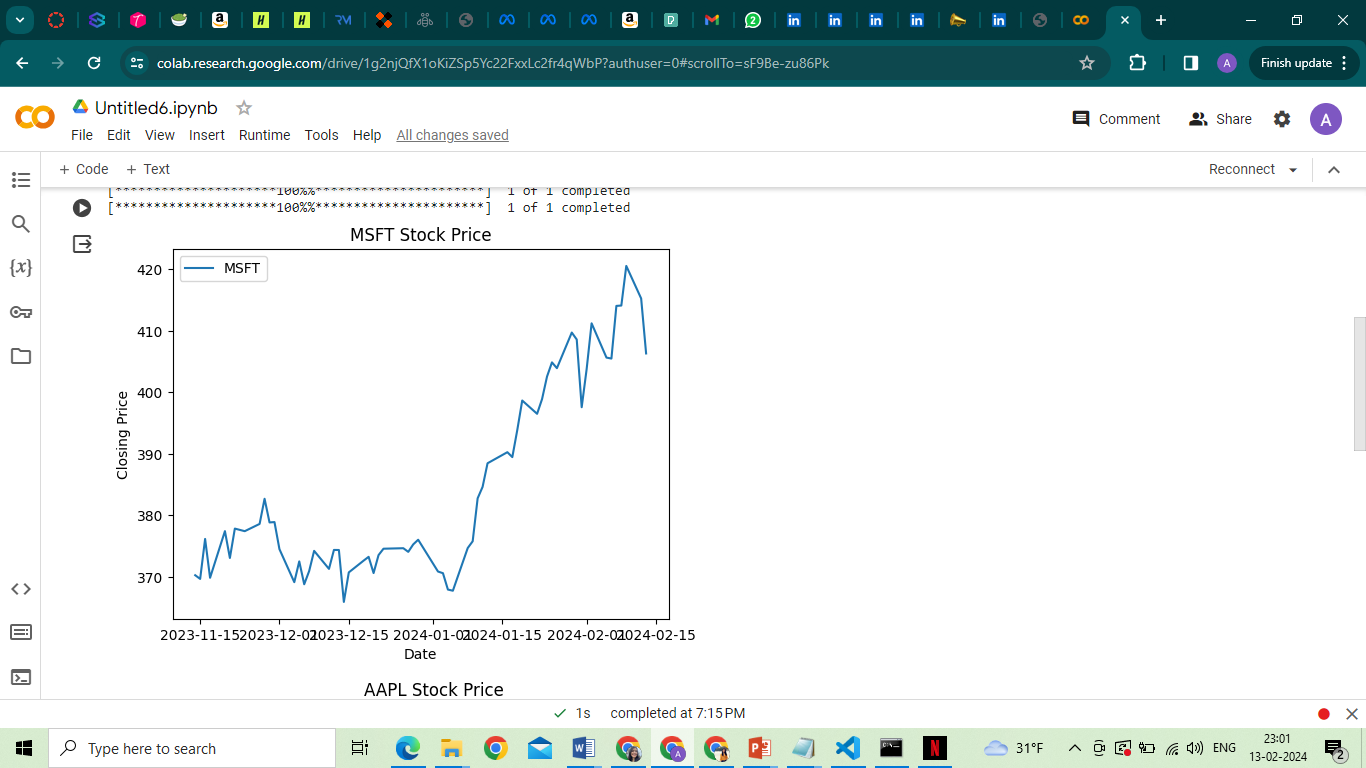 colab.research.google.com/drive/1g2njQfX1oKiZSp5Yc22FxxLc2fr4qWbP?authuser=0#scrollTo=sF9Be-zu86Pk
A
Finish update
Untitled6.ipynb
File Edit View Insert Runtime Tools Help All changes saved
Comment Share A
+ Code + Text Reconnect
[*********************100%%**********************] 1 of 1 completed
[*********************100%%**********************] 1 of 1 completed
MSFT Stock Price
MSFT
420
410
400
390
380
370
Closing Price
2023-11-15 2023-12-01 2023-12-15 2024-01-01 2024-01-15 2024-02-01 2024-02-15
Date
AAPL Stock Price
1s completed at 7:15 PM
Type here to search
31°F
ENG
23:01
13-02-2024
2